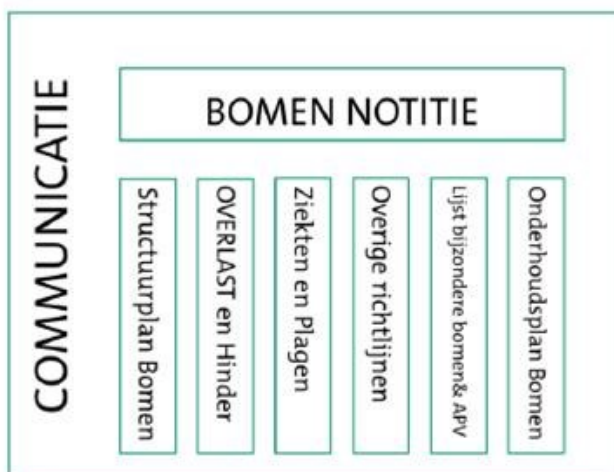 COMMUNICATIE
BOMEN NOTITIE
Structuurplan Bomen
OVERLAST en Hinder
Ziekten en Plagen
Overige richtlijnen
Lijst bijzondere bomen& APV
Onderhoudsplan Bomen